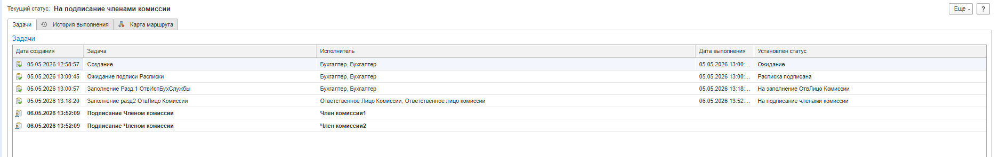 Текущий статус: На подписание членами комиссии
Еще ?
Задачи История выполнения Карта маршрута
Задачи
Дата создания Задача Исполнитель Дата выполнения Установлен статус
05.05.2026 12:58:57 Создание Бухгалтер, Бухгалтер 05.05.2026 13:00:... Ожидание
05.05.2026 13:00:45 Ожидание подписи Расписки Бухгалтер, Бухгалтер 05.05.2026 13:00:... Расписка подписана
05.05.2026 13:00:57 Заполнение Разд.1 ОтвИспБухСлужбы Бухгалтер, Бухгалтер 05.05.2026 13:18:... На заполнение ОтвЛицо Комиссии
05.05.2026 13:18:20 Заполнение разд2 ОтвЛицо Комиссии Ответственное Лицо Комиссии, Ответственное лицо комиссии 06.05.2026 13:52:... На подписание членами комиссии
06.05.2026 13:52:09 Подписание Членом комиссии Член комиссии1
06.05.2026 13:52:09 Подписание Членом комиссии Член комиссии2